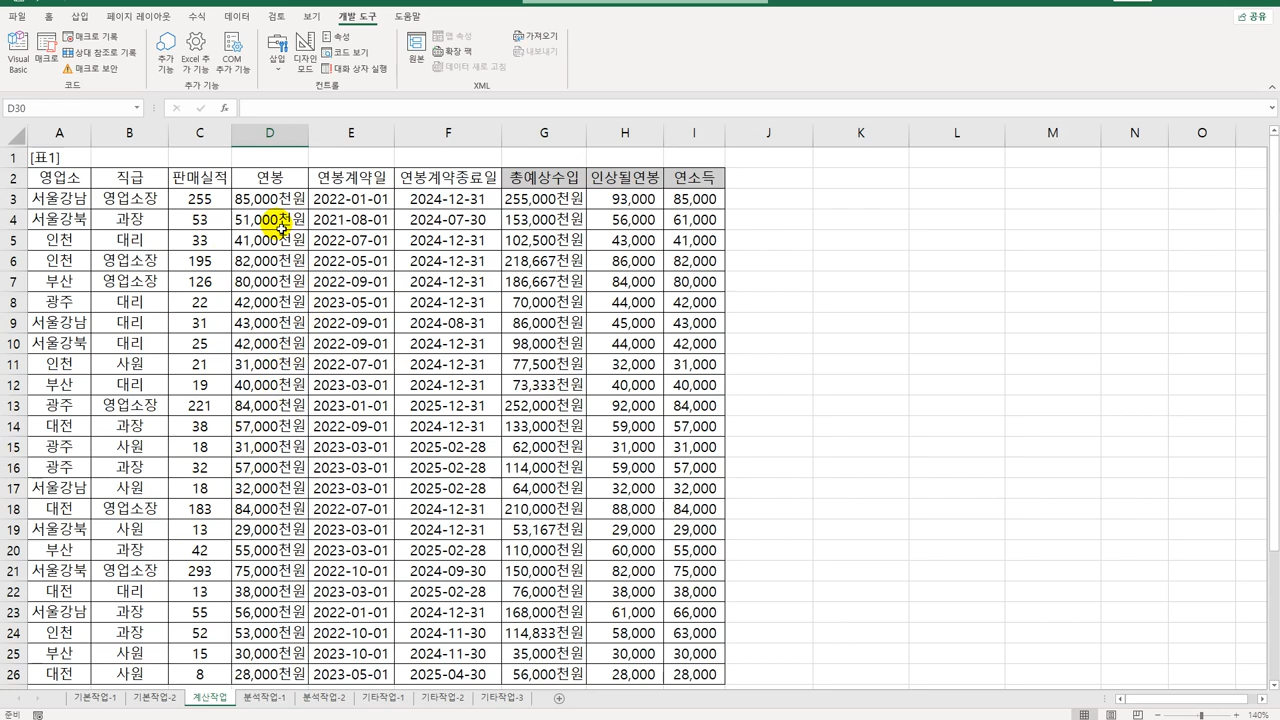 파일 홈 삽입 페이지 레이아웃 수식 데이터 검토 보기 개발 도구 도움말 공유
Visual Basic 매크로 매크로 기록 상대 참조로 기록 매크로 보안 추가 기능 Excel 추가 기능 COM 추가 기능 삽입 디자인 모드 속성 코드 보기 대화 상자 실행 원본 맵 속성 확장 팩 데이터 새로 고침 가져오기 내보내기
코드 추가 기능 컨트롤 XML
D30 fx
A B C D E F G H I J K L M N O
1 [표1]
2 영업소 직급 판매실적 연봉 연봉계약일 연봉계약종료일 총예상수입 인상될연봉 연소득
3 서울강남 영업소장 255 85,000천원 2022-01-01 2024-12-31 255,000천원 93,000 85,000
4 서울강북 과장 53 51,000천원 2021-08-01 2024-07-30 153,000천원 56,000 61,000
5 인천 대리 33 41,000천원 2022-07-01 2024-12-31 102,500천원 43,000 41,000
6 인천 영업소장 195 82,000천원 2022-05-01 2024-12-31 218,667천원 86,000 82,000
7 부산 영업소장 126 80,000천원 2022-09-01 2024-12-31 186,667천원 84,000 80,000
8 광주 대리 22 42,000천원 2023-05-01 2024-12-31 70,000천원 44,000 42,000
9 서울강남 대리 31 43,000천원 2022-09-01 2024-08-31 86,000천원 45,000 43,000
10 서울강북 대리 25 42,000천원 2022-09-01 2024-12-31 98,000천원 44,000 42,000
11 인천 사원 21 31,000천원 2022-07-01 2024-12-31 77,500천원 32,000 31,000
12 부산 대리 19 40,000천원 2023-03-01 2024-12-31 73,333천원 40,000 40,000
13 광주 영업소장 221 84,000천원 2023-01-01 2025-12-31 252,000천원 92,000 84,000
14 대전 과장 38 57,000천원 2022-09-01 2024-12-31 133,000천원 59,000 57,000
15 광주 사원 18 31,000천원 2023-03-01 2025-02-28 62,000천원 31,000 31,000
16 광주 과장 32 57,000천원 2023-03-01 2025-02-28 114,000천원 59,000 57,000
17 서울강남 사원 18 32,000천원 2023-03-01 2025-02-28 64,000천원 32,000 32,000
18 대전 영업소장 183 84,000천원 2022-07-01 2024-12-31 210,000천원 88,000 84,000
19 서울강북 사원 13 29,000천원 2023-03-01 2024-12-31 53,167천원 29,000 29,000
20 부산 과장 42 55,000천원 2023-03-01 2025-02-28 110,000천원 60,000 55,000
21 서울강북 영업소장 293 75,000천원 2022-10-01 2024-09-30 150,000천원 82,000 75,000
22 대전 대리 13 38,000천원 2023-03-01 2025-02-28 76,000천원 38,000 38,000
23 서울강남 과장 55 56,000천원 2022-01-01 2024-12-31 168,000천원 61,000 66,000
24 인천 과장 52 53,000천원 2022-10-01 2024-11-30 114,833천원 58,000 63,000
25 부산 사원 15 30,000천원 2023-10-01 2024-11-30 35,000천원 30,000 30,000
26 대전 사원 8 28,000천원 2023-05-01 2025-04-30 56,000천원 28,000 28,000
기본작업-1 기본작업-2 계산작업 분석작업-1 분석작업-2 기타작업-1 기타작업-2 기타작업-3
준비 140%